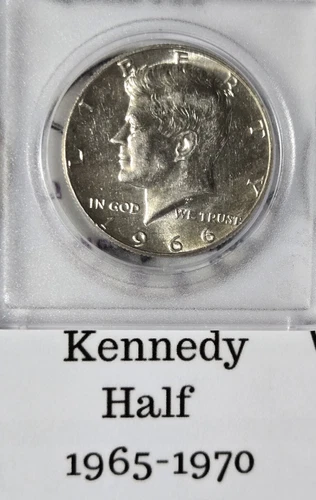 LIBERTY
IN GOD WE TRUST
1966
Kennedy
Half
1965-1970